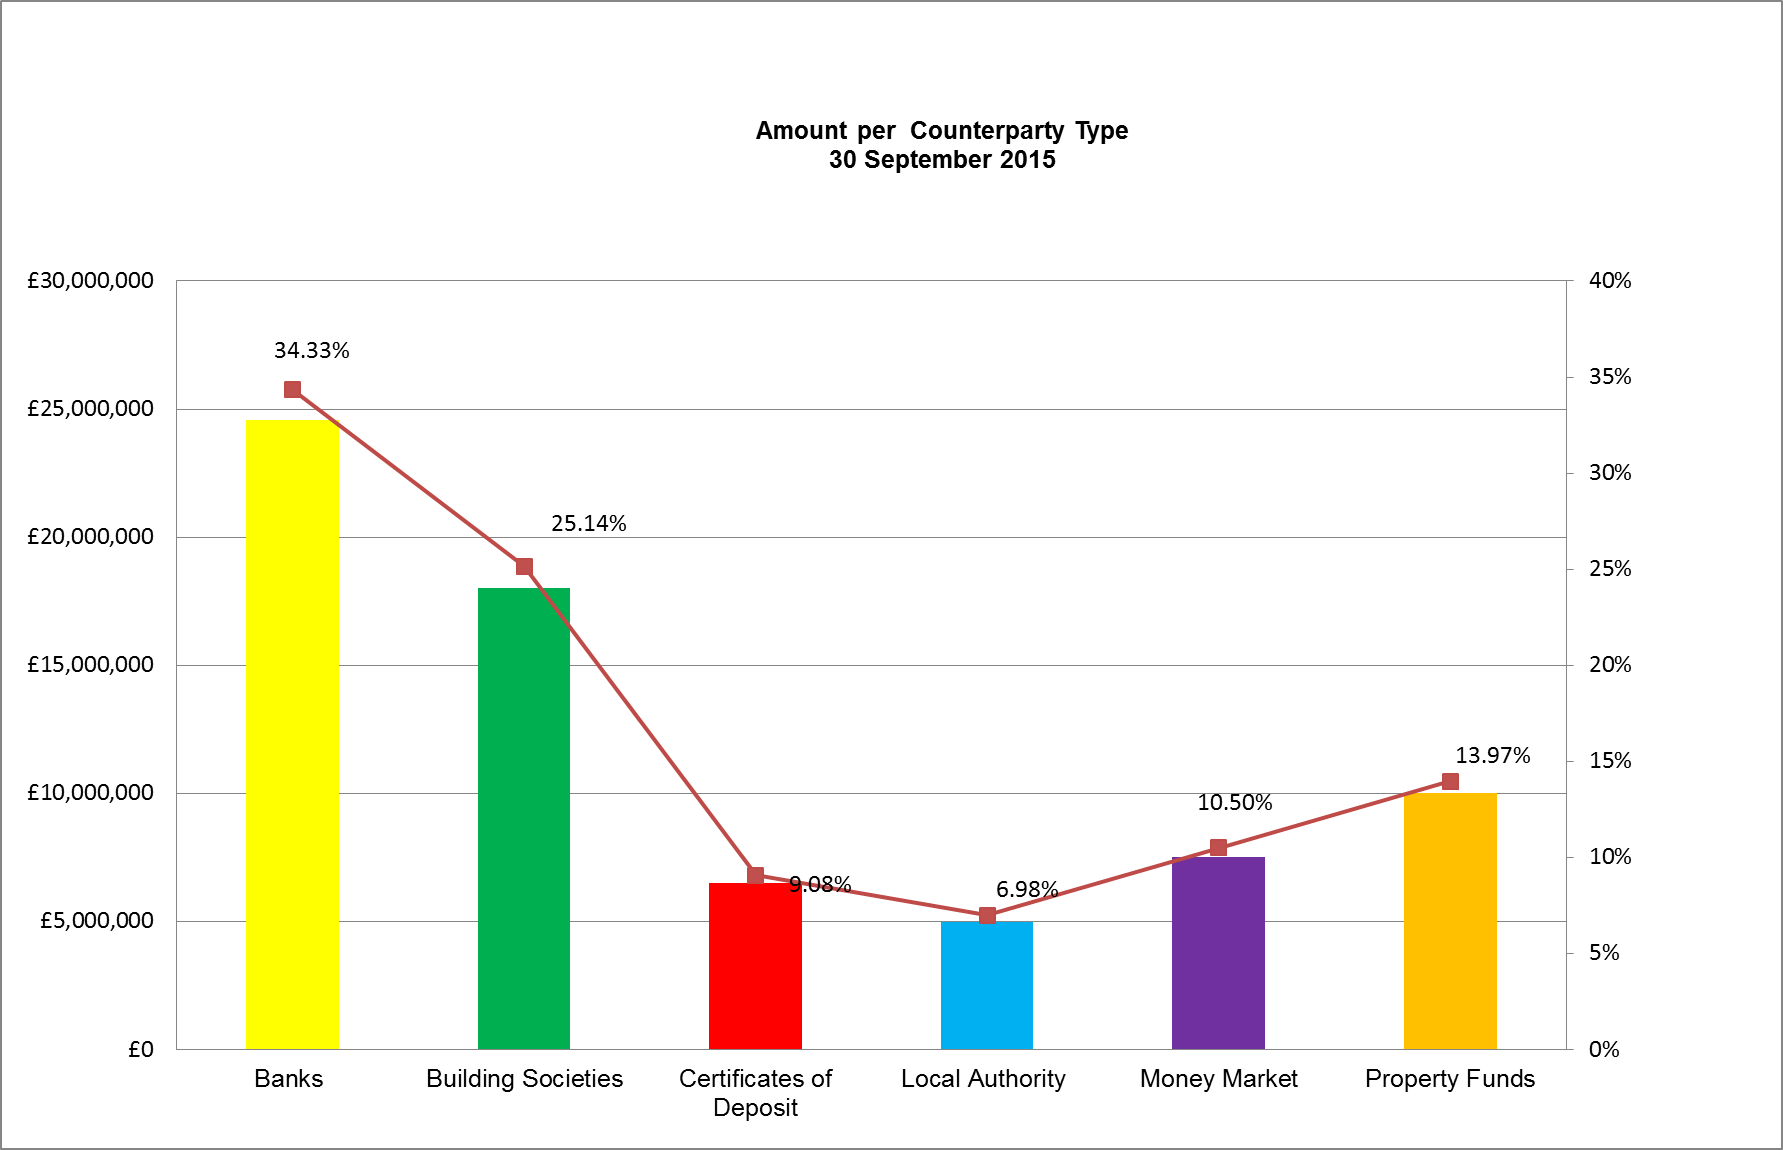 Amount per Counterparty Type
30 September 2015
£30,000,000
£25,000,000
£20,000,000
£15,000,000
£10,000,000
£5,000,000
£0
40%
35%
30%
25%
20%
15%
10%
5%
0%
34.33%
25.14%
9.08%
6.98%
10.50%
13.97%
Banks
Building Societies
Certificates of
Deposit
Local Authority
Money Market
Property Funds